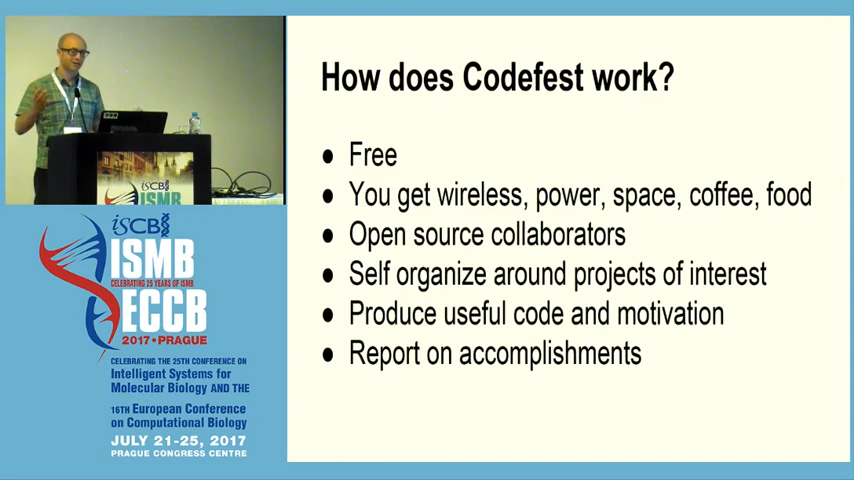 How does Codefest work?
● Free
● You get wireless, power, space, coffee, food
● Open source collaborators
● Self organize around projects of interest
● Produce useful code and motivation
● Report on accomplishments
iSCB
ISMB
iSCB
ISMB
CELEBRATING 25 YEARS OF ISMB
ECCB
2017 • PRAGUE
CELEBRATING THE 25TH CONFERENCE ON
Intelligent Systems for
Molecular Biology AND THE
16TH European Conference
on Computational Biology
JULY 21-25, 2017
PRAGUE CONGRESS CENTRE